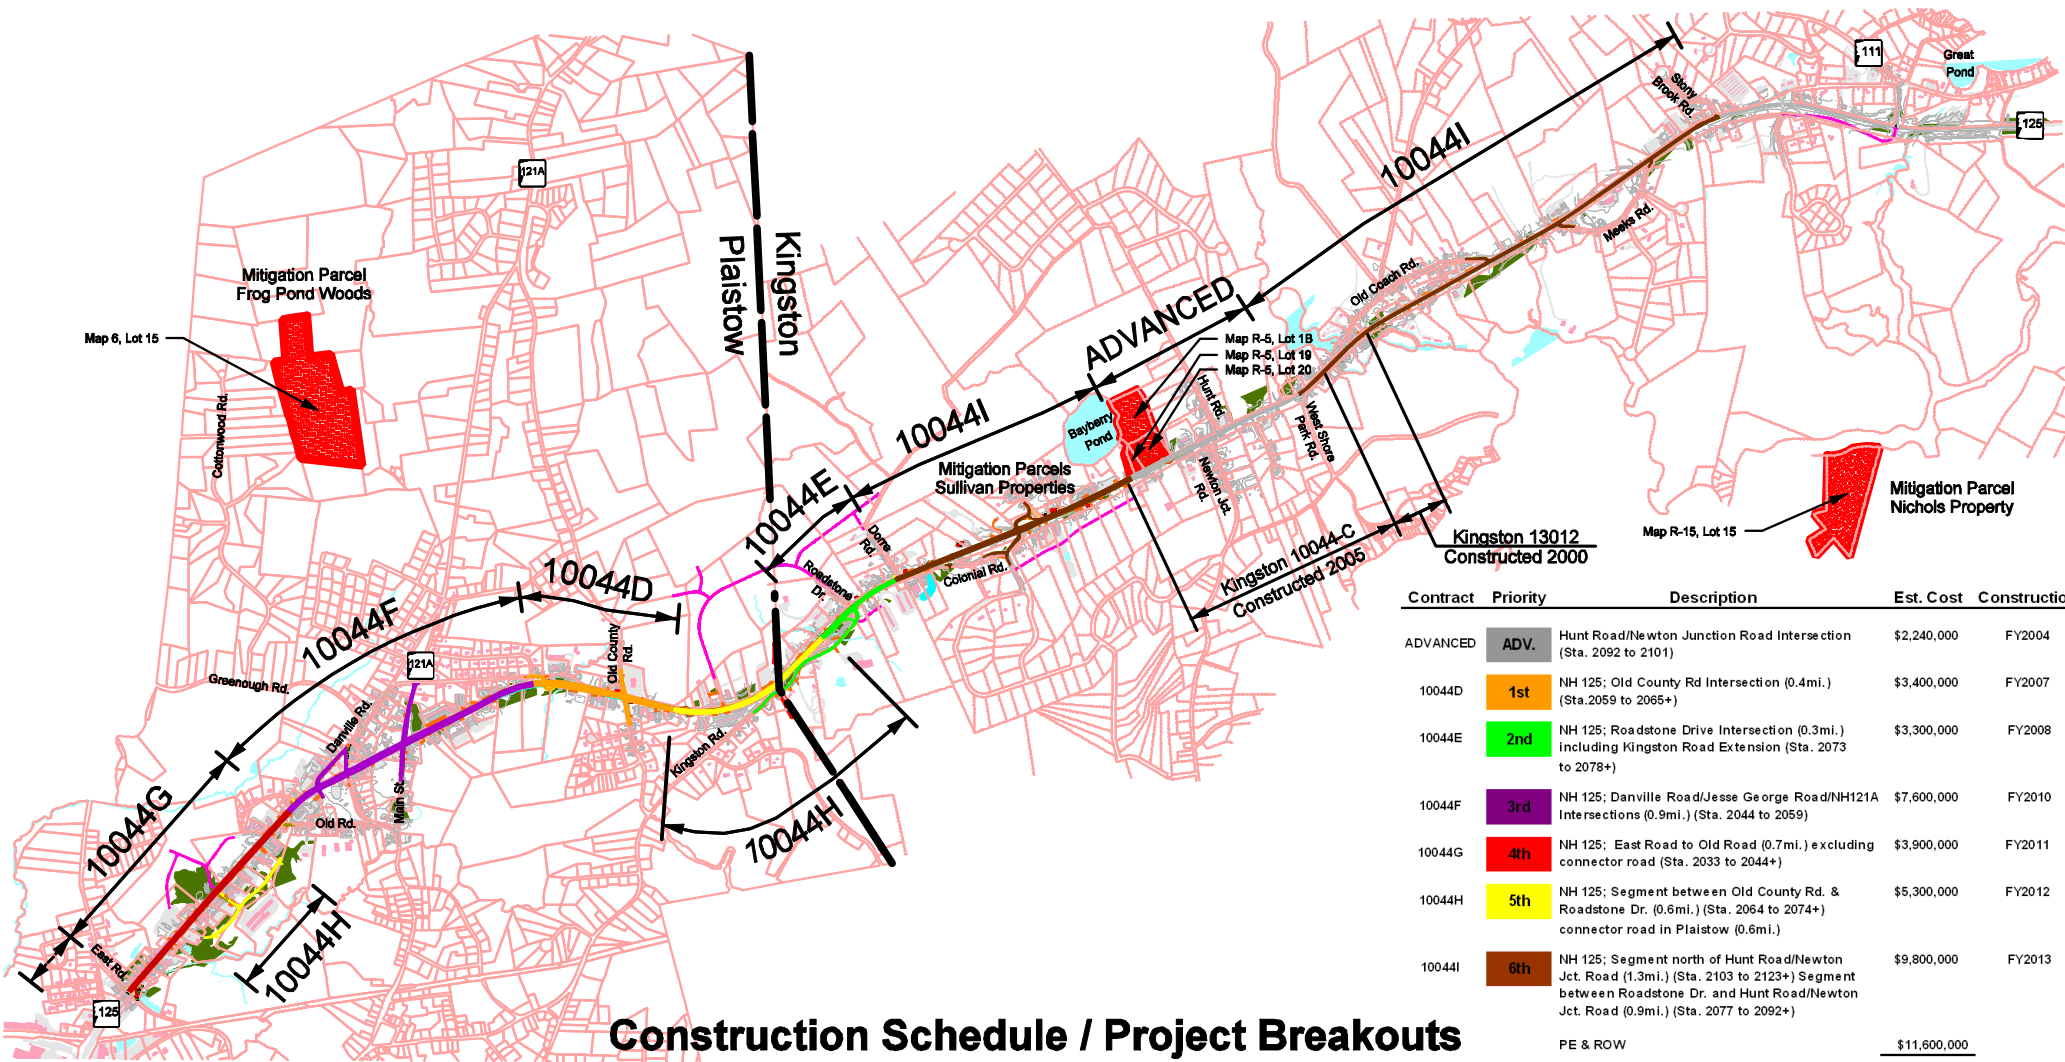 111
Great
Pond
Stony
Brook Rd.
125
10044I
121A
Meeks Rd.
Kingston
Plaistow
Old Coach Rd.
Mitigation Parcel
Frog Pond Woods
ADVANCED
Map 6, Lot 15
Map R-5, Lot 1B
Map R-5, Lot 19
Map R-5, Lot 20
Hunt Rd.
Cottonwood Rd.
10044I
Bayberry
Pond
West Shore
Park Rd.
Mitigation Parcels
Sullivan Properties
Newton Jct.
Rd.
Mitigation Parcel
Nichols Property
Map R-15, Lot 15
10044E
Dorre
Rd.
Kingston 13012
Constructed 2000
Kingston 10044-C
Constructed 2005
Colonial Rd.
Roadstone
Dr.
10044D
10044F
Old County
Rd.
121A
Greenough Rd.
Danville Rd.
Kingston Rd.
Main St.
Old Rd.
10044G
10044H
10044H
East Rd.
125
Contract Priority Description Est. Cost Constructio
ADVANCED ADV. Hunt Road/Newton Junction Road Intersection $2,240,000 FY2004
(Sta. 2092 to 2101)
10044D 1st NH 125; Old County Rd Intersection (0.4mi.) $3,400,000 FY2007
(Sta.2059 to 2065+)
10044E 2nd NH 125; Roadstone Drive Intersection (0.3mi.) $3,300,000 FY2008
including Kingston Road Extension (Sta. 2073
to 2078+)
10044F 3rd NH 125; Danville Road/Jesse George Road/NH121A $7,600,000 FY2010
Intersections (0.9mi.) (Sta. 2044 to 2059)
10044G 4th NH 125; East Road to Old Road (0.7mi.) excluding $3,900,000 FY2011
connector road (Sta. 2033 to 2044+)
10044H 5th NH 125; Segment between Old County Rd. & $5,300,000 FY2012
Roadstone Dr. (0.6mi.) (Sta. 2064 to 2074+)
connector road in Plaistow (0.6mi.)
10044I 6th NH 125; Segment north of Hunt Road/Newton $9,800,000 FY2013
Jct. Road (1.3mi.) (Sta. 2103 to 2123+) Segment
between Roadstone Dr. and Hunt Road/Newton
Jct. Road (0.9mi.) (Sta. 2077 to 2092+)
PE & ROW $11,600,000
Construction Schedule / Project Breakouts